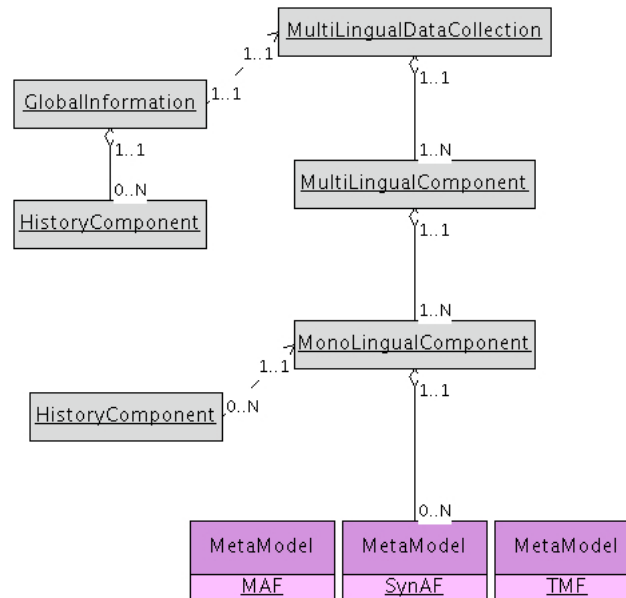 MultiLingualDataCollection
1..1
1..1
1..1
GlobalInformation
1..1
1..N
MultiLingualComponent
0..N
HistoryComponent
1..1
1..N
MonoLingualComponent
1..1
0..N
HistoryComponent
1..1
0..N
MetaModel MetaModel MetaModel
MAF SynAF TMF